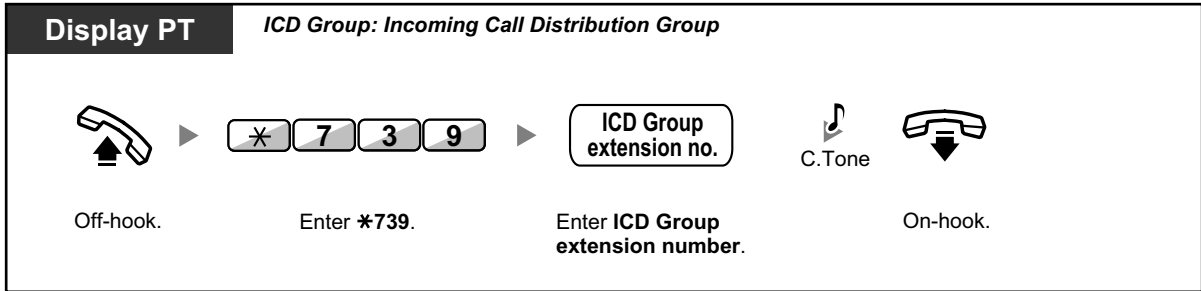 Display PT
ICD Group: Incoming Call Distribution Group
✳ 7 3 9
ICD Group
extension no.
C.Tone
Off-hook.
Enter ✳739.
Enter ICD Group
extension number.
On-hook.